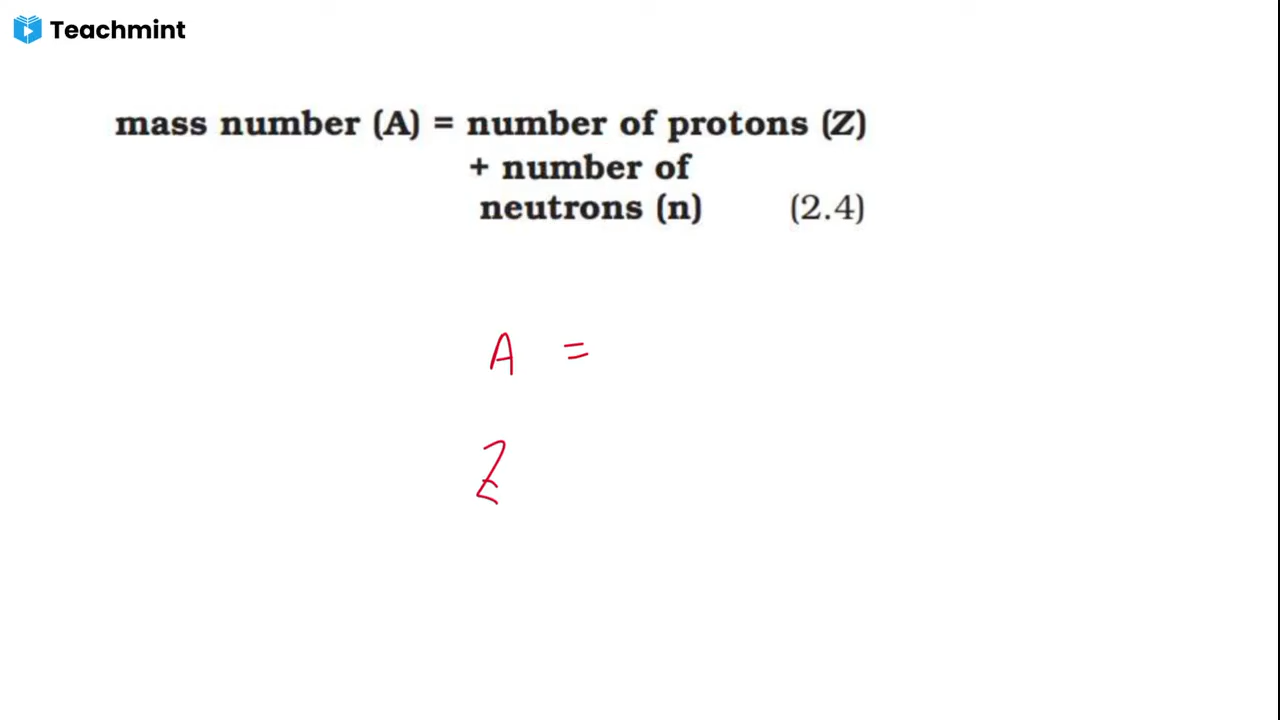 Teachmint
mass number (A) = number of protons (Z)
+ number of
neutrons (n) (2.4)
A =
Z